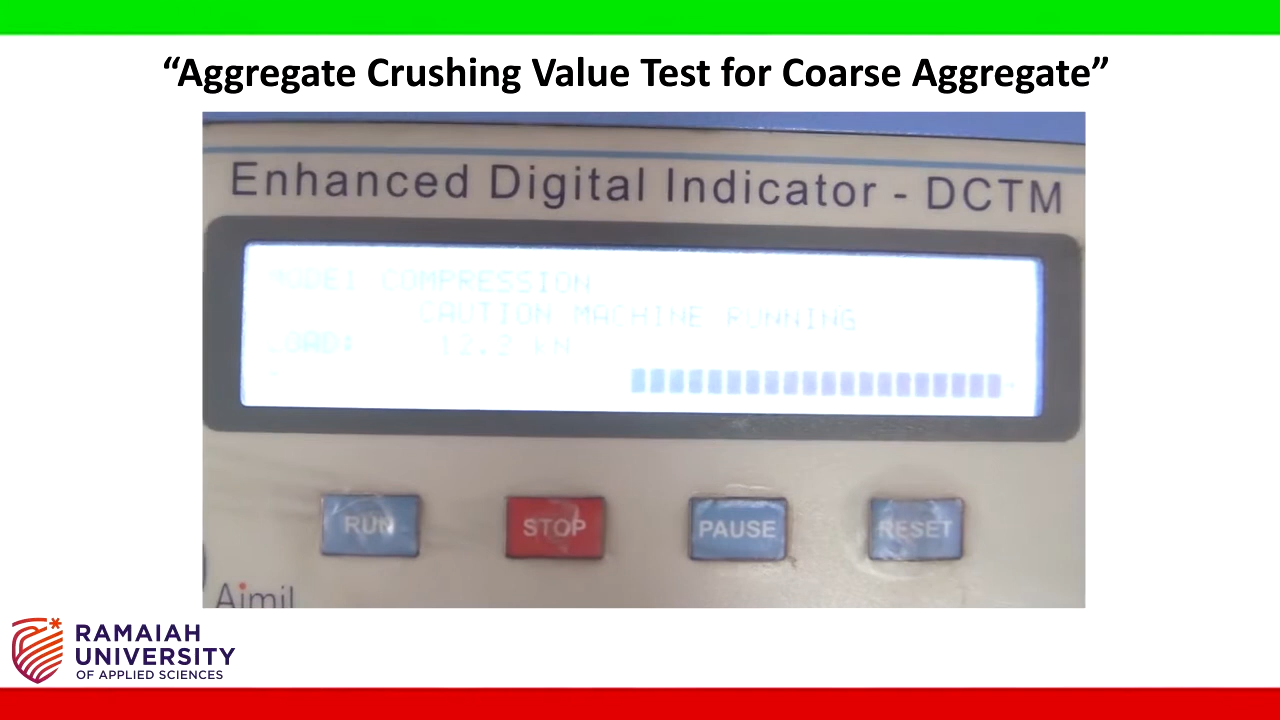 “Aggregate Crushing Value Test for Coarse Aggregate”
Enhanced Digital Indicator - DCTM
MODE: COMPRESSION
CAUTION MACHINE RUNNING
LOAD: 12.2 kN
RUN STOP PAUSE RESET
Aimil
RAMAIAH
UNIVERSITY
OF APPLIED SCIENCES